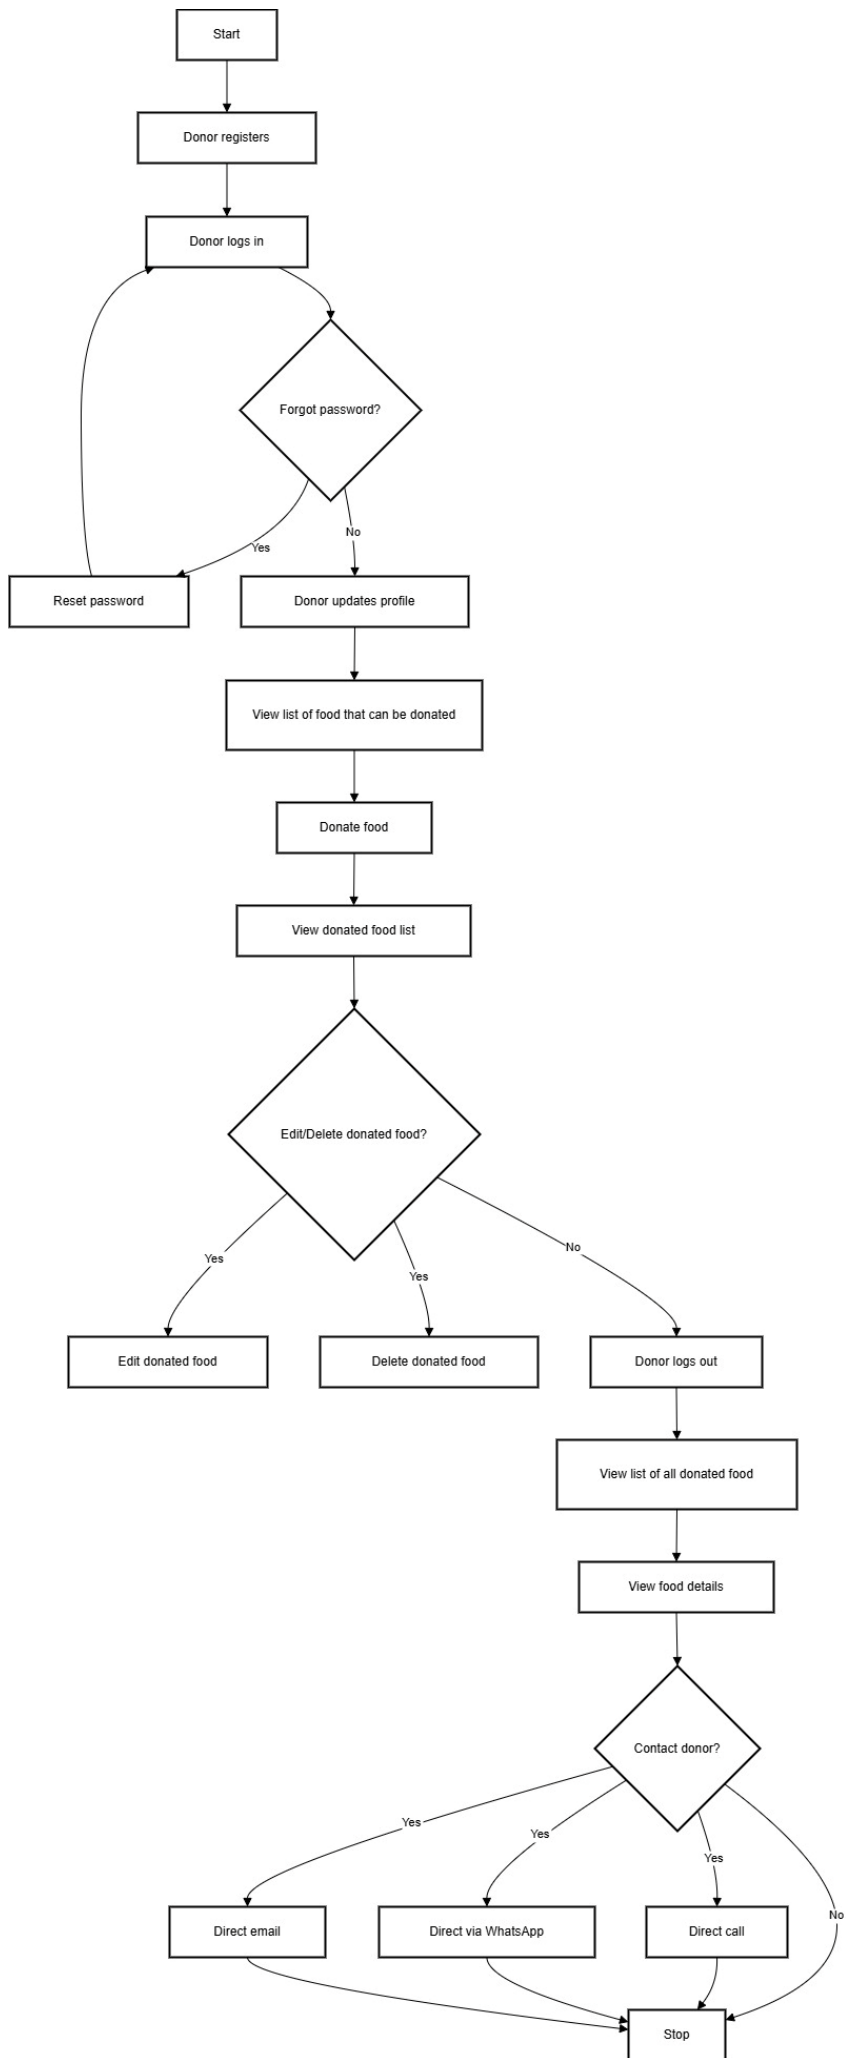 Start
Donor registers
Donor logs in
Forgot password?
No
Yes
Reset password
Donor updates profile
View list of food that can be donated
Donate food
View donated food list
Edit/Delete donated food?
Yes
Yes
No
Edit donated food
Delete donated food
Donor logs out
View list of all donated food
View food details
Contact donor?
Yes
Yes
Yes
No
Direct email
Direct via WhatsApp
Direct call
Stop